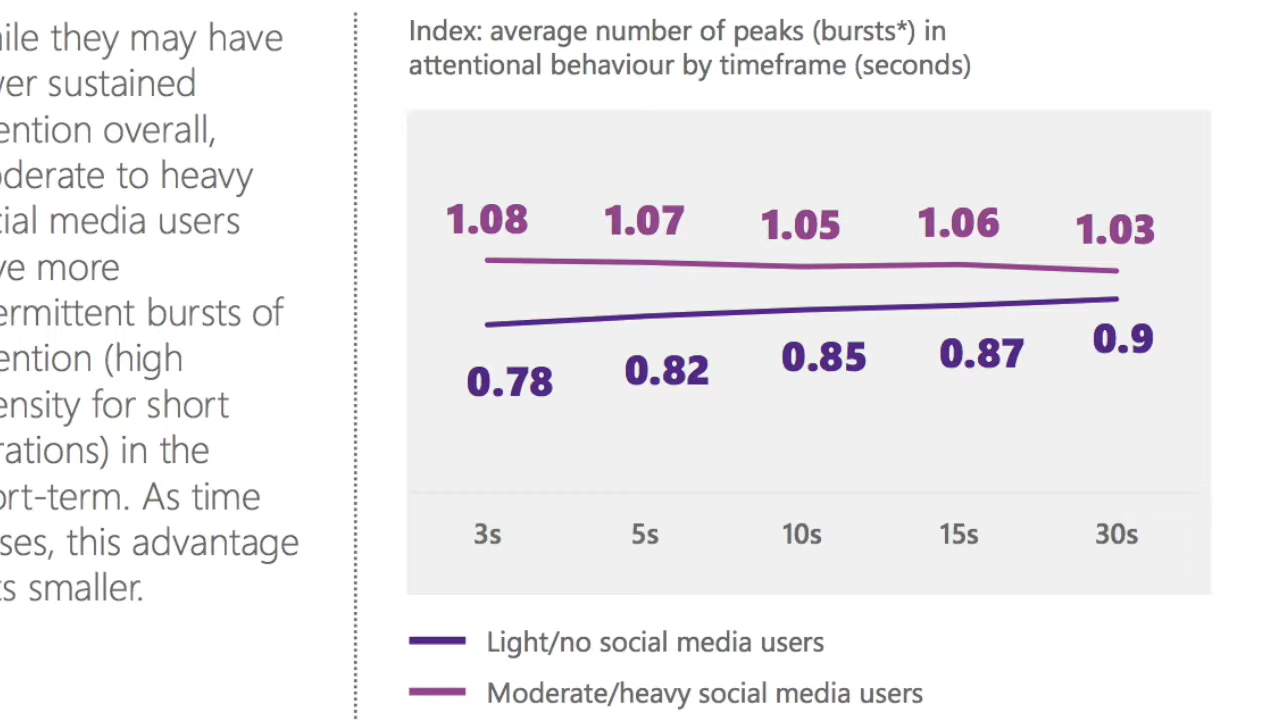 ile they may have
er sustained
ention overall,
derate to heavy
cial media users
ve more
ermittent bursts of
ention (high
ensity for short
rations) in the
ort-term. As time
ses, this advantage
ts smaller.
Index: average number of peaks (bursts*) in
attentional behaviour by timeframe (seconds)
1.08 1.07 1.05 1.06 1.03
0.78 0.82 0.85 0.87 0.9
3s 5s 10s 15s 30s
Light/no social media users
Moderate/heavy social media users